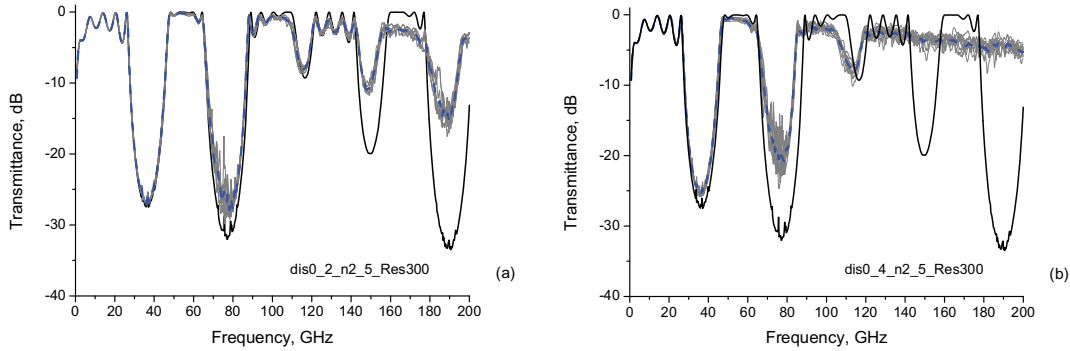 0
-10
-20
-30
-40
Transmittance, dB
0 20 40 60 80 100 120 140 160 180 200
Frequency, GHz
dis0_2_n2_5_Res300
(a)
0
-10
-20
-30
-40
Transmittance, dB
0 20 40 60 80 100 120 140 160 180 200
Frequency, GHz
dis0_4_n2_5_Res300
(b)